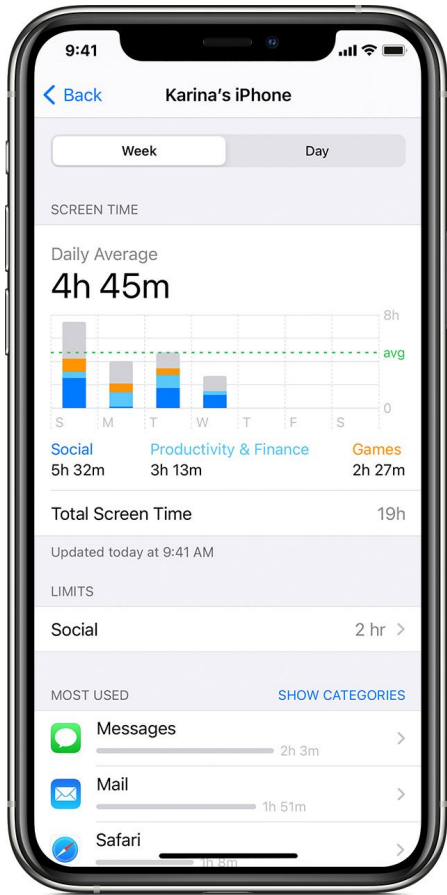 9:41
Back
Karina's iPhone
Week Day
SCREEN TIME
Daily Average
4h 45m
8h
avg
0
S M T W T F S
Social Productivity & Finance Games
5h 32m 3h 13m 2h 27m
Total Screen Time 19h
Updated today at 9:41 AM
LIMITS
Social 2 hr
MOST USED SHOW CATEGORIES
Messages
2h 3m
Mail
1h 51m
Safari
1h 8m